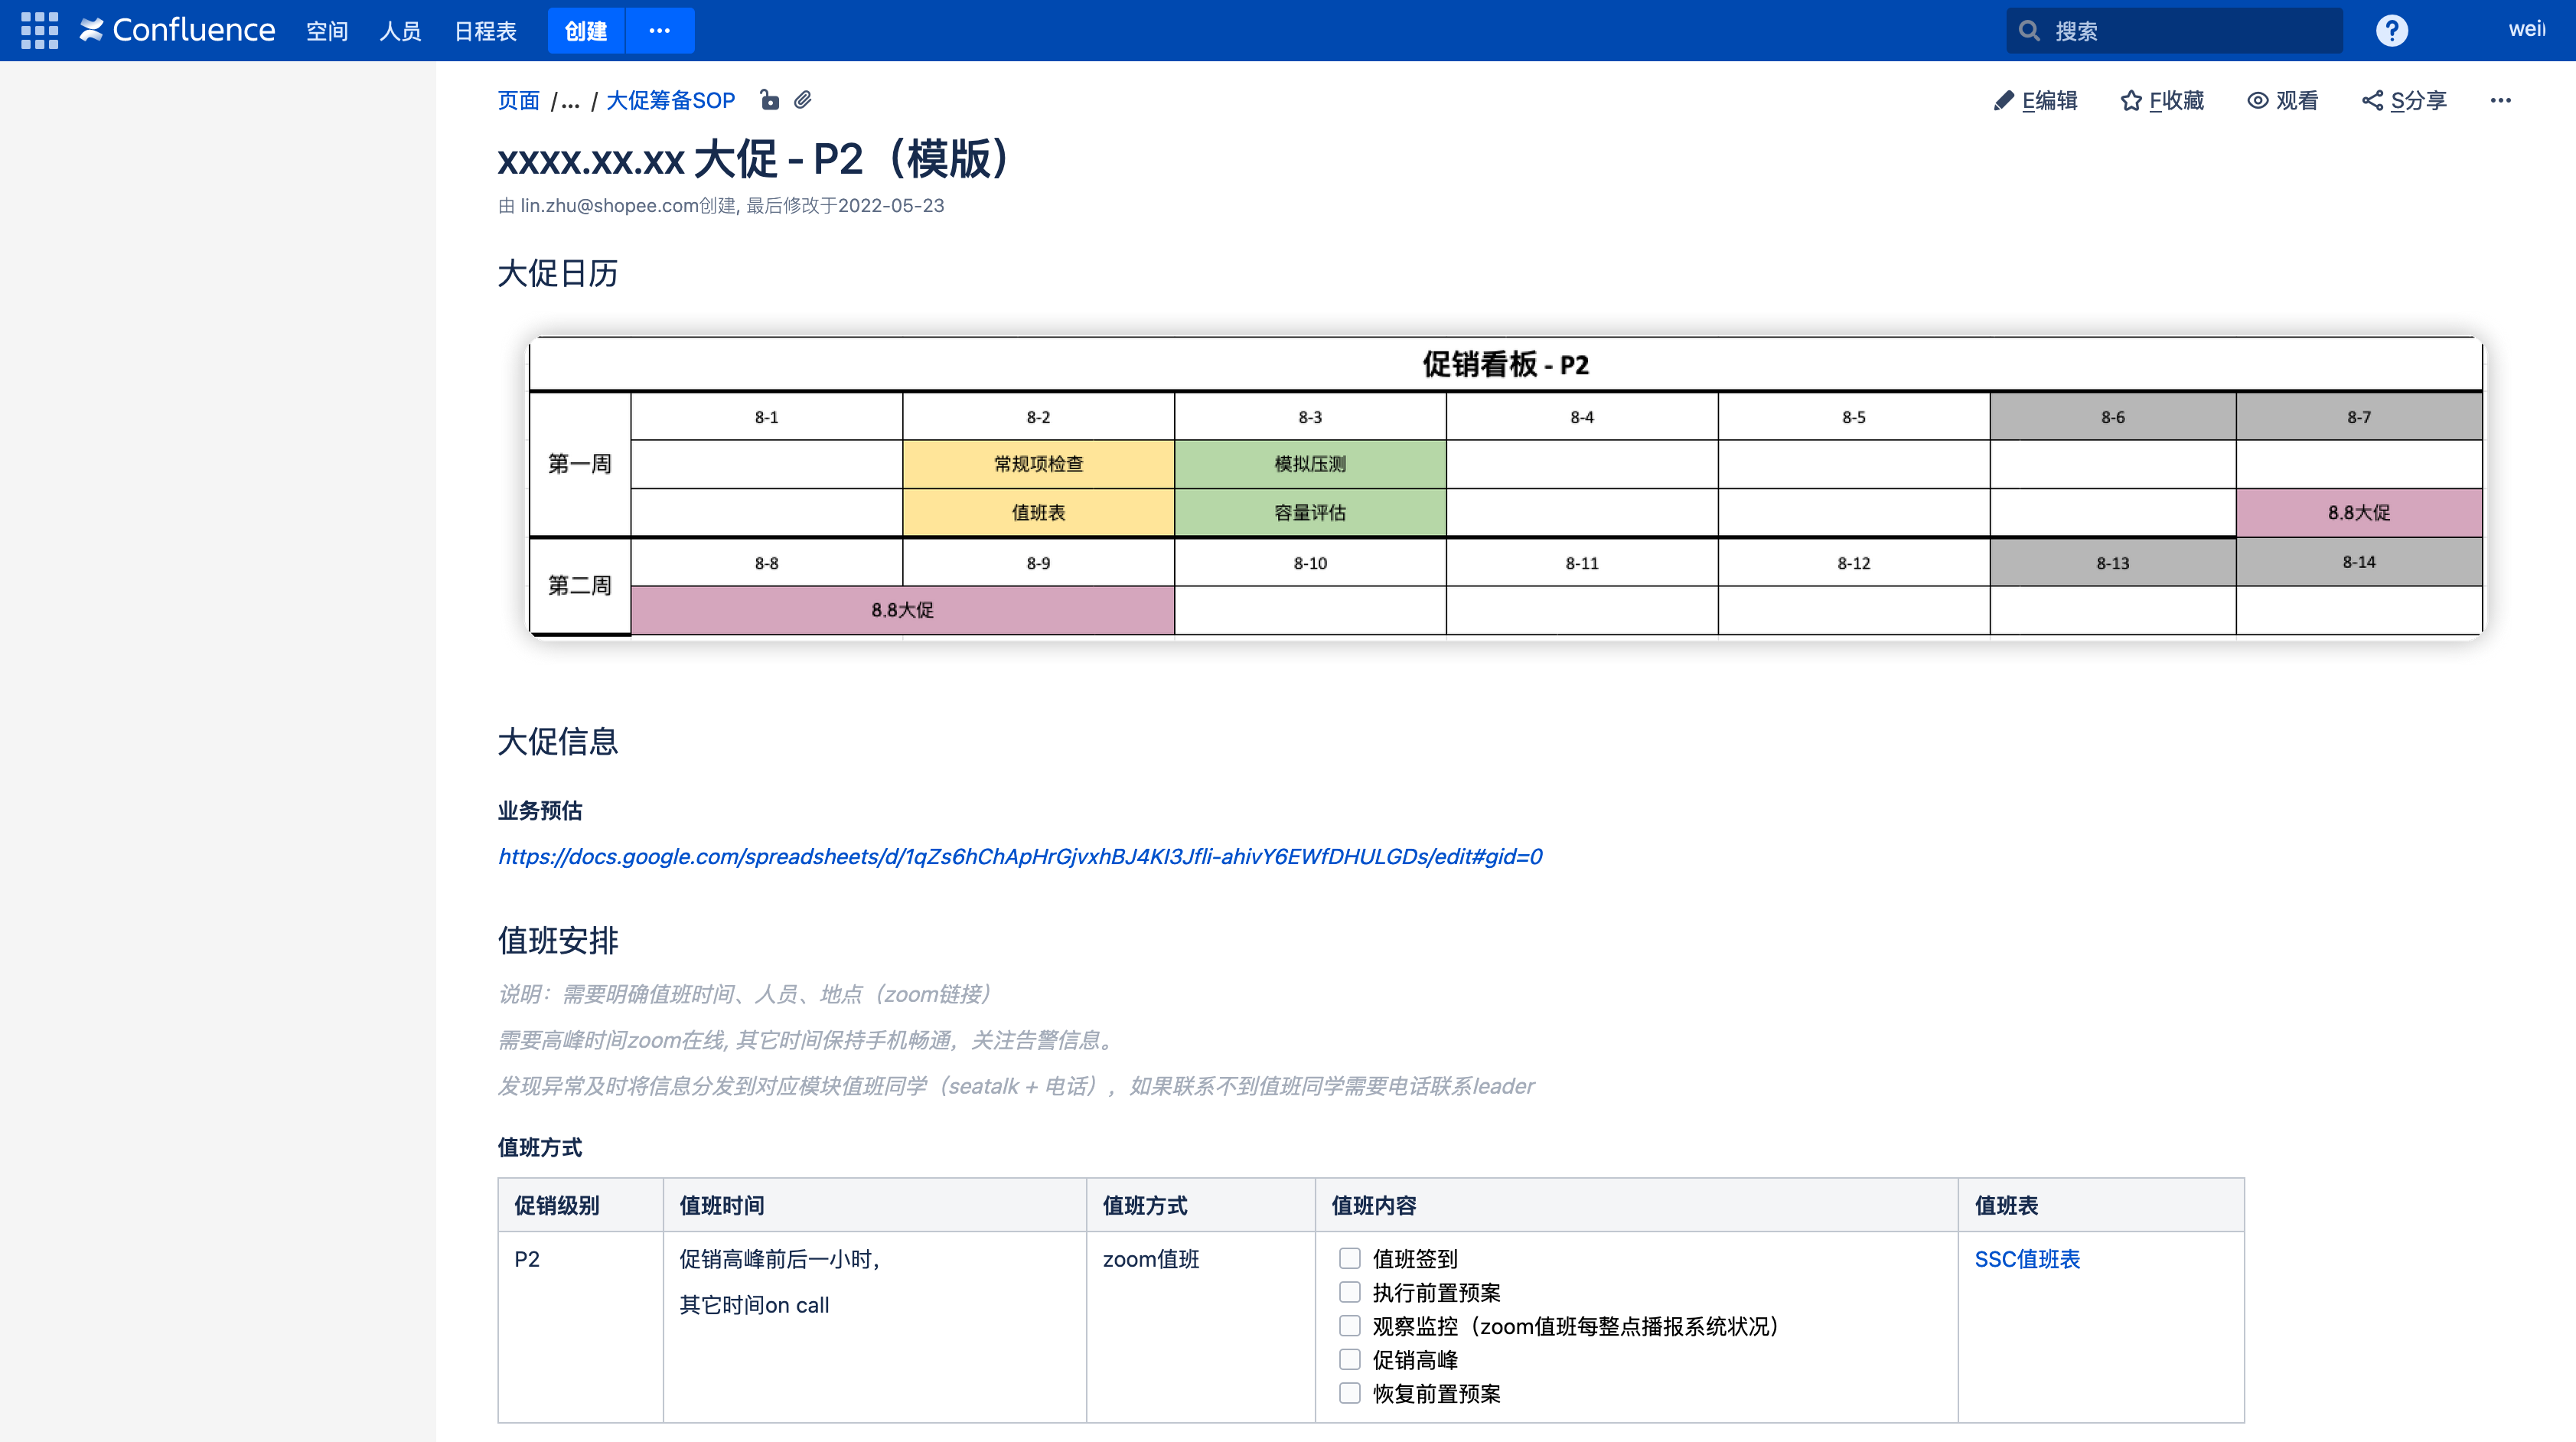 Confluence 空间 人员 日程表 创建 ··· 搜索 ? wei
页面 /... / 大促筹备SOP E编辑 F收藏 观看 S分享 ···
xxxx.xx.xx 大促 - P2（模版）
由 lin.zhu@shopee.com创建, 最后修改于2022-05-23
大促日历
促销看板 - P2
第一周 8-1 8-2 8-3 8-4 8-5 8-6 8-7
常规项检查 模拟压测
值班表 容量评估 8.8大促
第二周 8-8 8-9 8-10 8-11 8-12 8-13 8-14
8.8大促
大促信息
业务预估
https://docs.google.com/spreadsheets/d/1qZs6hChApHrGjvxhBJ4KI3Jfli-ahivY6EWfDHULGDs/edit#gid=0
值班安排
说明：需要明确值班时间、人员、地点（zoom链接）
需要高峰时间zoom在线, 其它时间保持手机畅通，关注告警信息。
发现异常及时将信息分发到对应模块值班同学（seatalk + 电话），如果联系不到值班同学需要电话联系leader
值班方式
促销级别 值班时间 值班方式 值班内容 值班表
P2 促销高峰前后一小时, zoom值班 值班签到 SSC值班表
其它时间on call 执行前置预案
观察监控（zoom值班每整点播报系统状况）
促销高峰
恢复前置预案